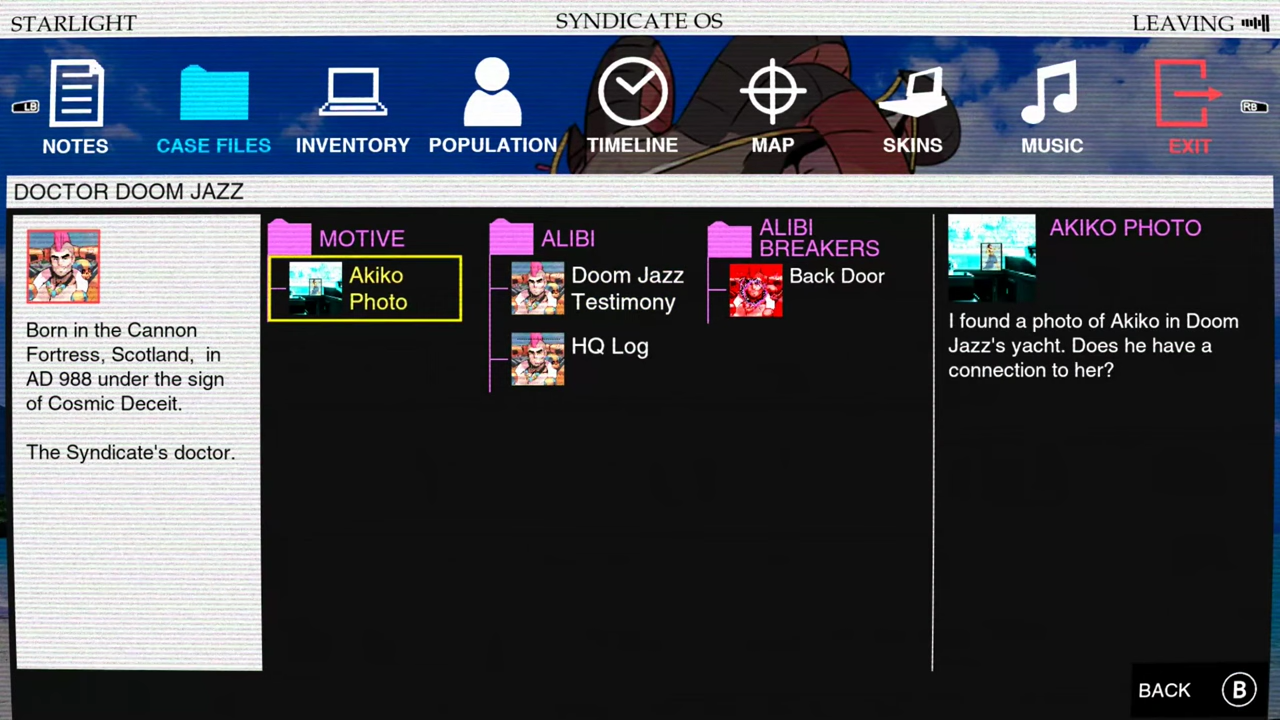 STARLIGHT
SYNDICATE OS
LEAVING
LB
NOTES
CASE FILES
INVENTORY
POPULATION
TIMELINE
MAP
SKINS
MUSIC
EXIT
RB
DOCTOR DOOM JAZZ
Born in the Cannon
Fortress, Scotland,  in
AD 988 under the sign
of Cosmic Deceit.
The Syndicate's doctor.
MOTIVE
Akiko
Photo
ALIBI
Doom Jazz
Testimony
HQ Log
ALIBI
BREAKERS
Back Door
AKIKO PHOTO
I found a photo of Akiko in Doom
Jazz's yacht. Does he have a
connection to her?
BACK B